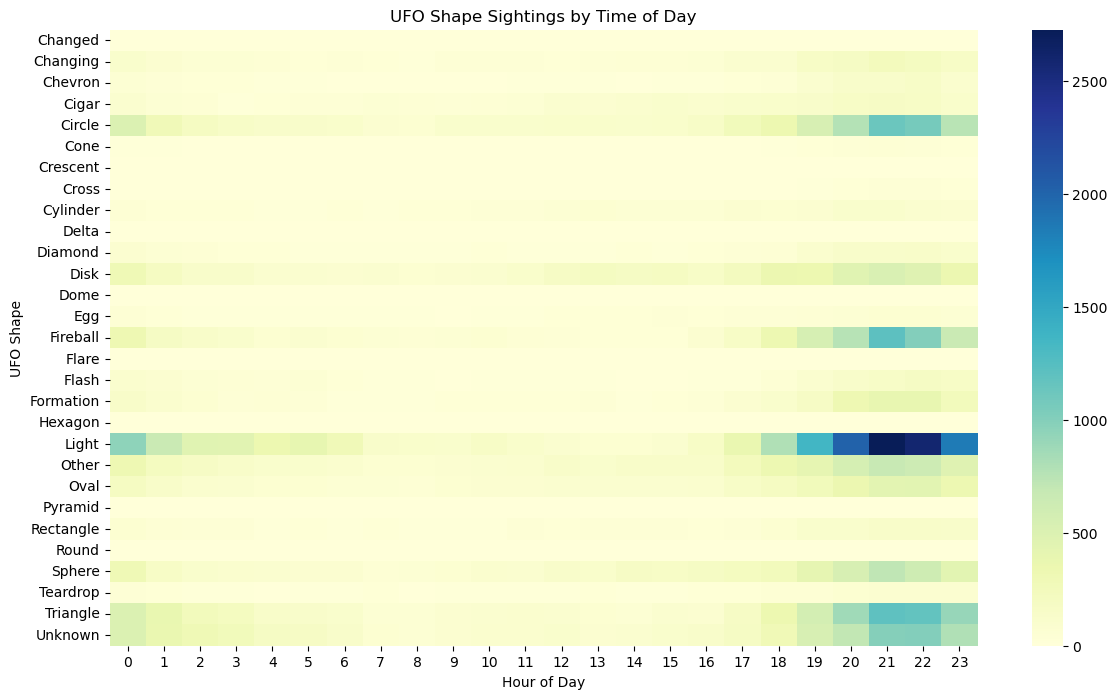 UFO Shape Sightings by Time of Day
UFO Shape
Changed
Changing
Chevron
Cigar
Circle
Cone
Crescent
Cross
Cylinder
Delta
Diamond
Disk
Dome
Egg
Fireball
Flare
Flash
Formation
Hexagon
Light
Other
Oval
Pyramid
Rectangle
Round
Sphere
Teardrop
Triangle
Unknown
0 1 2 3 4 5 6 7 8 9 10 11 12 13 14 15 16 17 18 19 20 21 22 23
Hour of Day
2500
2000
1500
1000
500
0